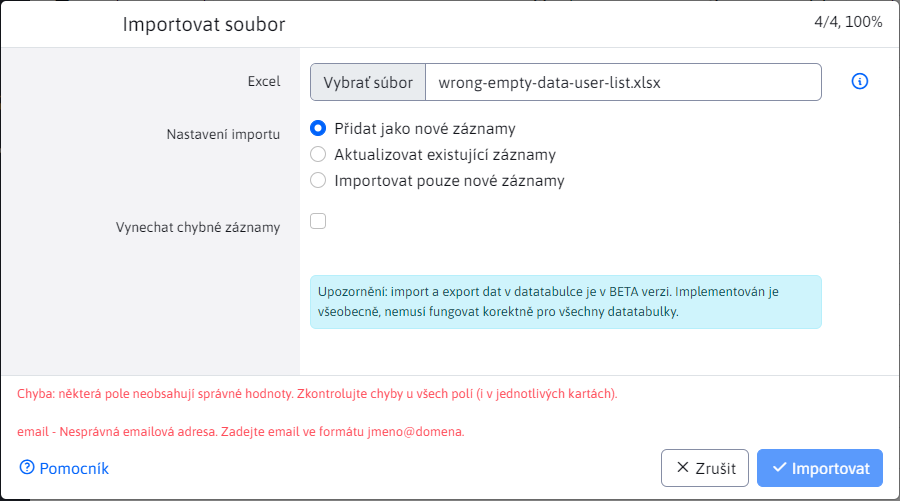 Importovat soubor
4/4, 100%
Excel
Vybrať súbor
wrong-empty-data-user-list.xlsx
Nastavení importu
Přidat jako nové záznamy
Aktualizovat existující záznamy
Importovat pouze nové záznamy
Vynechat chybné záznamy
Upozornění: import a export dat v datatabulce je v BETA verzi. Implementován je
všeobecně, nemusí fungovat korektně pro všechny datatabulky.
Chyba: některá pole neobsahují správné hodnoty. Zkontrolujte chyby u všech polí (i v jednotlivých kartách).
email - Nesprávná emailová adresa. Zadejte email ve formátu jmeno@domena.
Pomocník
Zrušit
Importovat